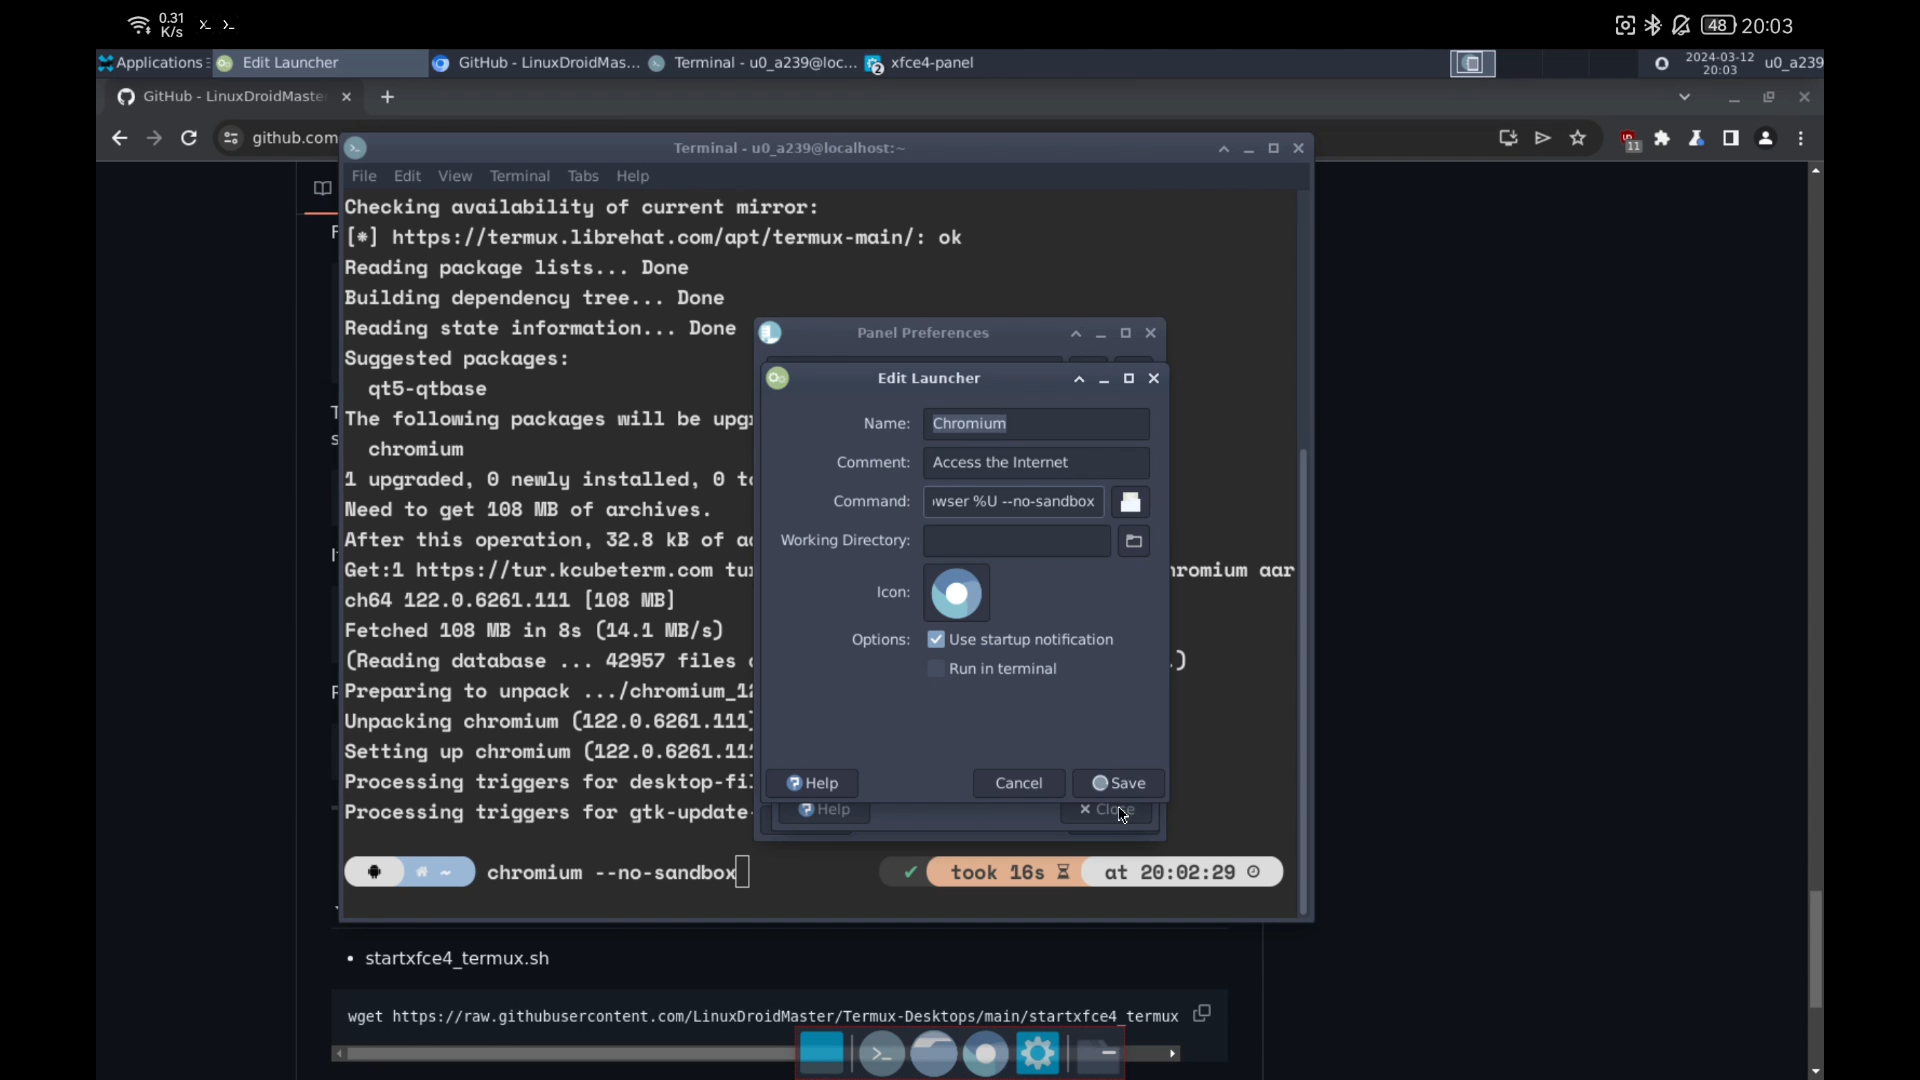 0.31
K/s
48 20:03
Applications
Edit Launcher
GitHub - LinuxDroidMas...
Terminal - u0_a239@loc...
2
xfce4-panel
2024-03-12
20:03
u0_a239
GitHub - LinuxDroidMaster
github.com
11
Terminal - u0_a239@localhost:~
File Edit View Terminal Tabs Help
Checking availability of current mirror:
[*] https://termux.librehat.com/apt/termux-main/: ok
Reading package lists... Done
Building dependency tree... Done
Reading state information... Done
Suggested packages:
qt5-qtbase
The following packages will be upg
chromium
1 upgraded, 0 newly installed, 0 to
Need to get 108 MB of archives.
After this operation, 32.8 kB of a
Get:1 https://tur.kcubeterm.com tu
romium aar
ch64 122.0.6261.111 [108 MB]
Fetched 108 MB in 8s (14.1 MB/s)
(Reading database ... 42957 files
.)
Preparing to unpack .../chromium_12
Unpacking chromium (122.0.6261.111
Setting up chromium (122.0.6261.11
Processing triggers for desktop-fi
Processing triggers for gtk-update-
~ chromium --no-sandbox
✔ took 16s at 20:02:29
Panel Preferences
Edit Launcher
Name: Chromium
Comment: Access the Internet
Command: wser %U --no-sandbox
Working Directory:
Icon:
Options: Use startup notification
Run in terminal
Help Cancel Save
Help Close
• startxfce4_termux.sh
wget https://raw.githubusercontent.com/LinuxDroidMaster/Termux-Desktops/main/startxfce4_termux